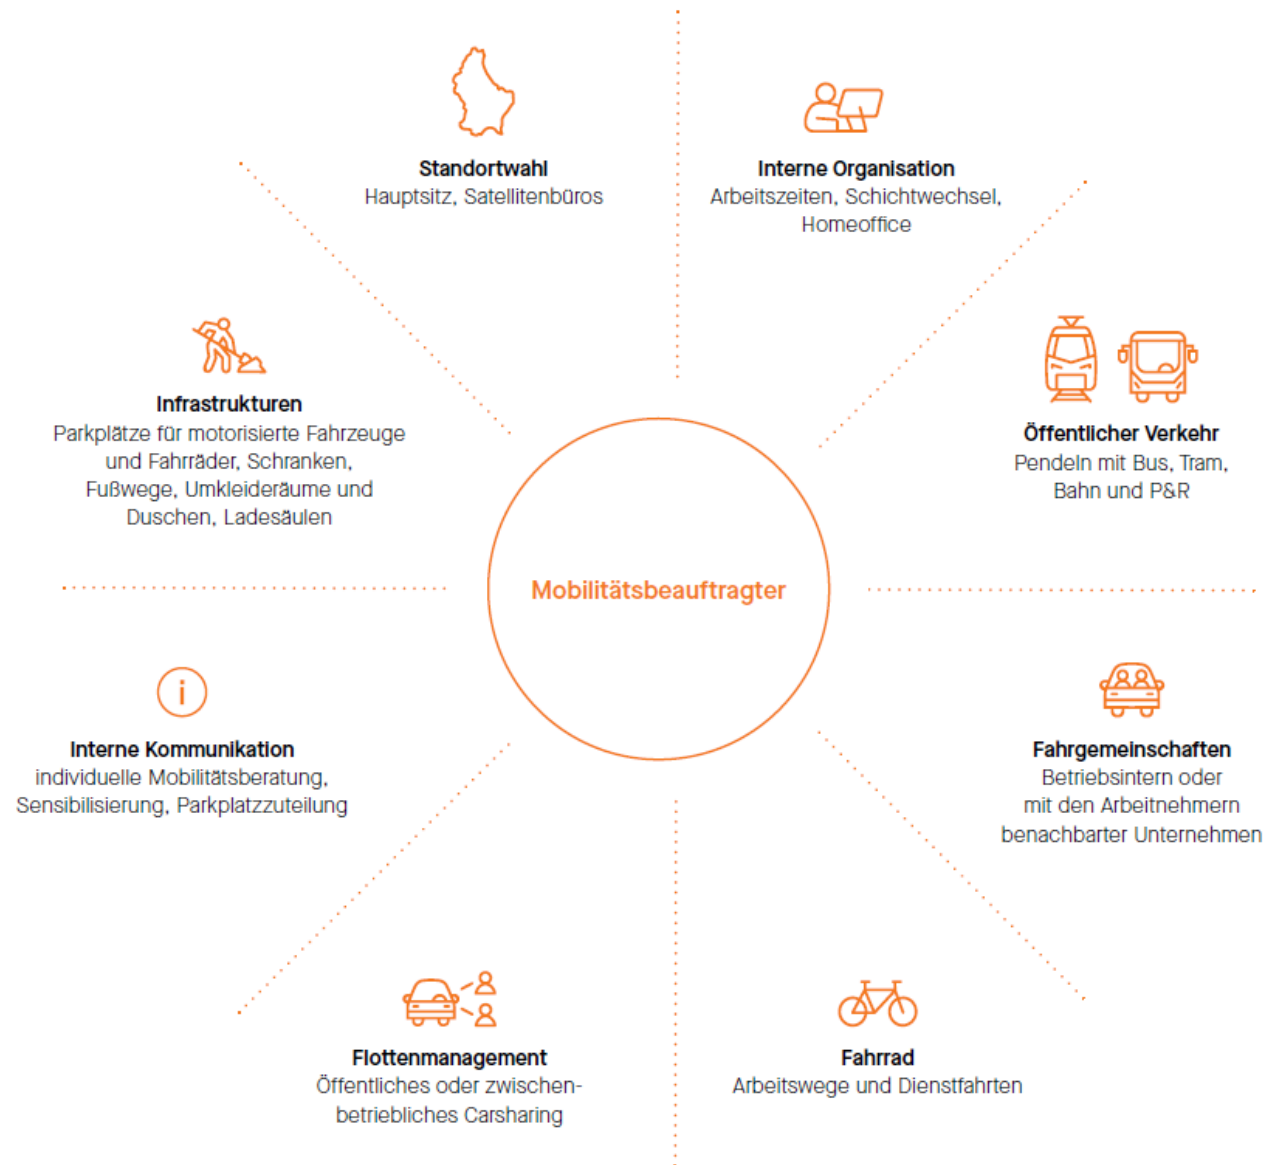 Standortwahl
Hauptsitz, Satellitenbüros
Interne Organisation
Arbeitszeiten, Schichtwechsel,
Homeoffice
Infrastrukturen
Parkplätze für motorisierte Fahrzeuge
und Fahrräder, Schranken,
Fußwege, Umkleideräume und
Duschen, Ladesäulen
Öffentlicher Verkehr
Pendeln mit Bus, Tram,
Bahn und P&R
Mobilitätsbeauftragter
i
Interne Kommunikation
individuelle Mobilitätsberatung,
Sensibilisierung, Parkplatzzuteilung
Fahrgemeinschaften
Betriebsintern oder
mit den Arbeitnehmern
benachbarter Unternehmen
Flottenmanagement
Öffentliches oder zwischen-
betriebliches Carsharing
Fahrrad
Arbeitswege und Dienstfahrten